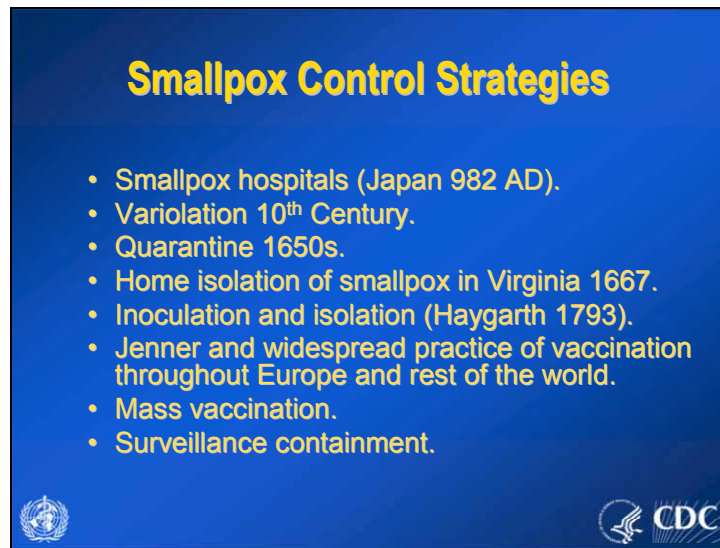 Smallpox Control Strategies
• Smallpox hospitals (Japan 982 AD).
• Variolation 10th Century.
• Quarantine 1650s.
• Home isolation of smallpox in Virginia 1667.
• Inoculation and isolation (Haygarth 1793).
• Jenner and widespread practice of vaccination
throughout Europe and rest of the world.
• Mass vaccination.
• Surveillance containment.
CDC